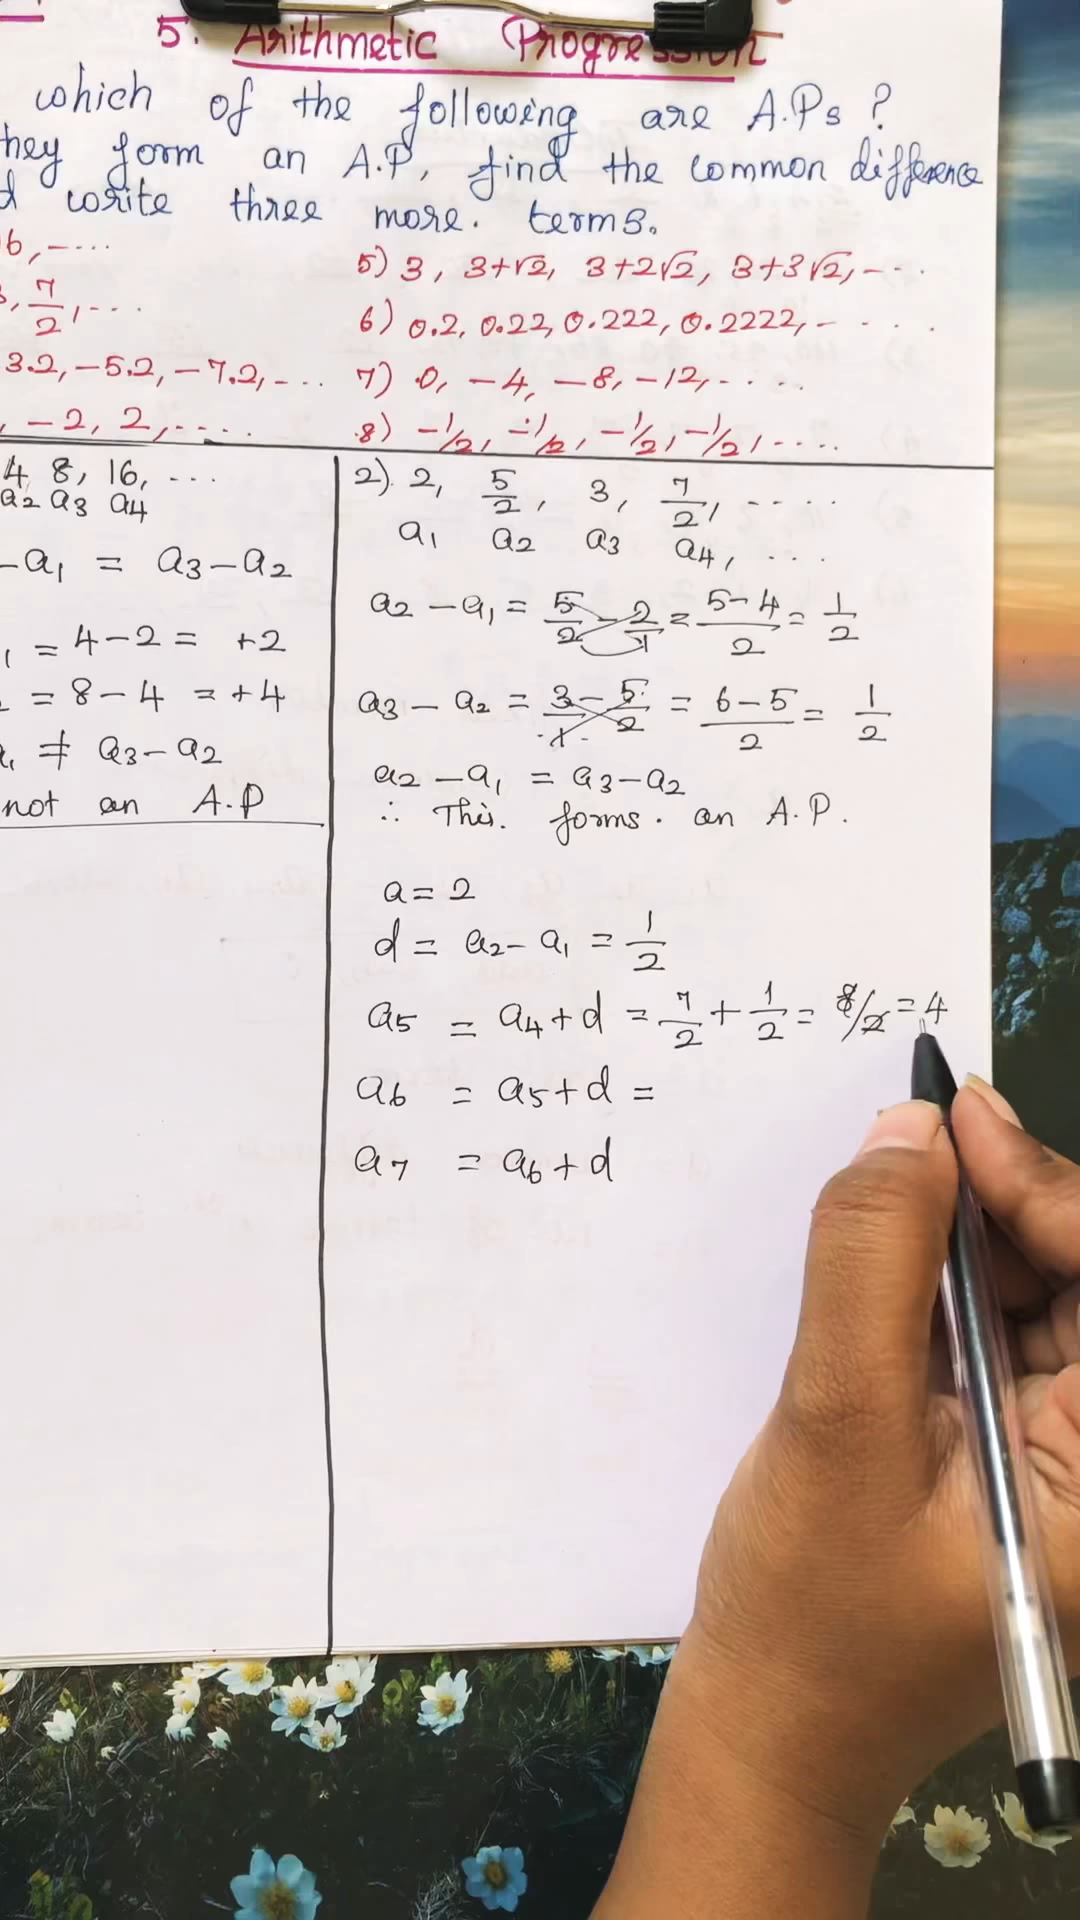 5. Arithmetic Progression
which of the following are A.Ps ?
hey form an A.P, find the common difference
d write three more. terms.
16, ----
, 7/2, ...
3.2, -5.2, -7.2, ...
, -2, 2, ....
5) 3, 3+√2, 3+2√2, 3+3√2, ----
6) 0.2, 0.22, 0.222, 0.2222, - . . . .
7) 0, -4, -8, -12, . . . .
8) -1/2, -1/2, -1/2, -1/2, ....
4, 8, 16, ...
a2 a3 a4
-a1 = a3-a2
1 = 4-2 = +2
= 8-4 = +4
a1 ≠ a3-a2
not an A.P
2). 2, 5/2, 3, 7/2, .....
a1 a2 a3 a4, ...
a2-a1 = 5/2 - 2/1 = 5-4/2 = 1/2
a3-a2 = 3/1 - 5/2 = 6-5/2 = 1/2
a2-a1 = a3-a2
∴ This. forms. an A.P.
a = 2
d = a2-a1 = 1/2
a5 = a4+d = 7/2 + 1/2 = 8/2 = 4
a6 = a5+d =
a7 = a6+d